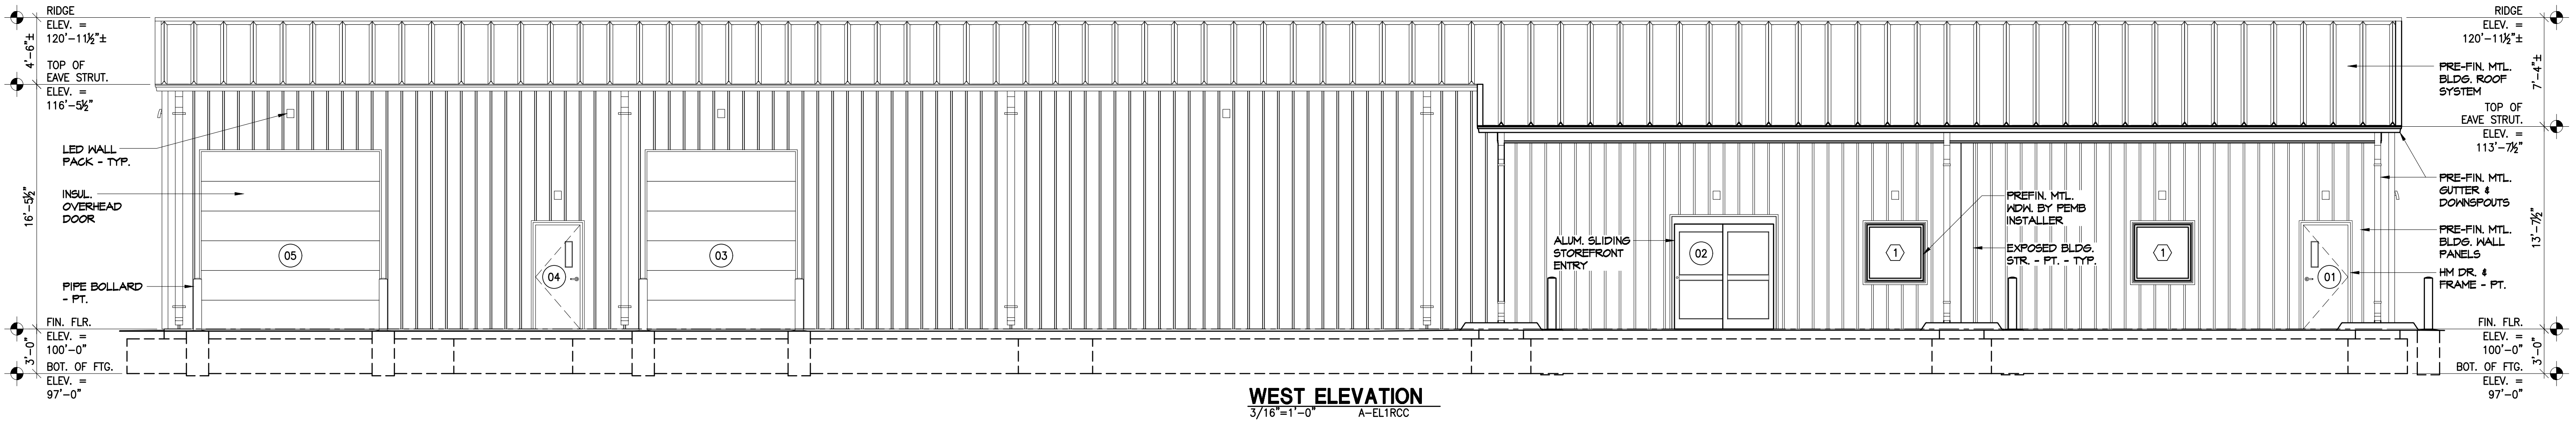 RIDGE
ELEV. =
120'-11½"±
4'-6"±
TOP OF
EAVE STRUT.
ELEV. =
116'-5½"
LED WALL
PACK - TYP.
INSUL.
OVERHEAD
DOOR
16'-5½"
PIPE BOLLARD
- PT.
FIN. FLR.
ELEV. =
100'-0"
3'-0"
BOT. OF FTG.
ELEV. =
97'-0"
05
04
03
ALUM. SLIDING
STOREFRONT
ENTRY
02
1
PREFIN. MTL.
WDW. BY PEMB
INSTALLER
EXPOSED BLDG.
STR. - PT. - TYP.
1
01
RIDGE
ELEV. =
120'-11½"±
PRE-FIN. MTL.
BLDG. ROOF
SYSTEM
7'-4"±
TOP OF
EAVE STRUT.
ELEV. =
113'-7½"
PRE-FIN. MTL.
GUTTER &
DOWNSPOUTS
PRE-FIN. MTL.
BLDG. WALL
PANELS
13'-7½"
HM DR. &
FRAME - PT.
FIN. FLR.
ELEV. =
100'-0"
3'-0"
BOT. OF FTG.
ELEV. =
97'-0"
WEST ELEVATION
3/16"=1'-0" A-EL1RCC